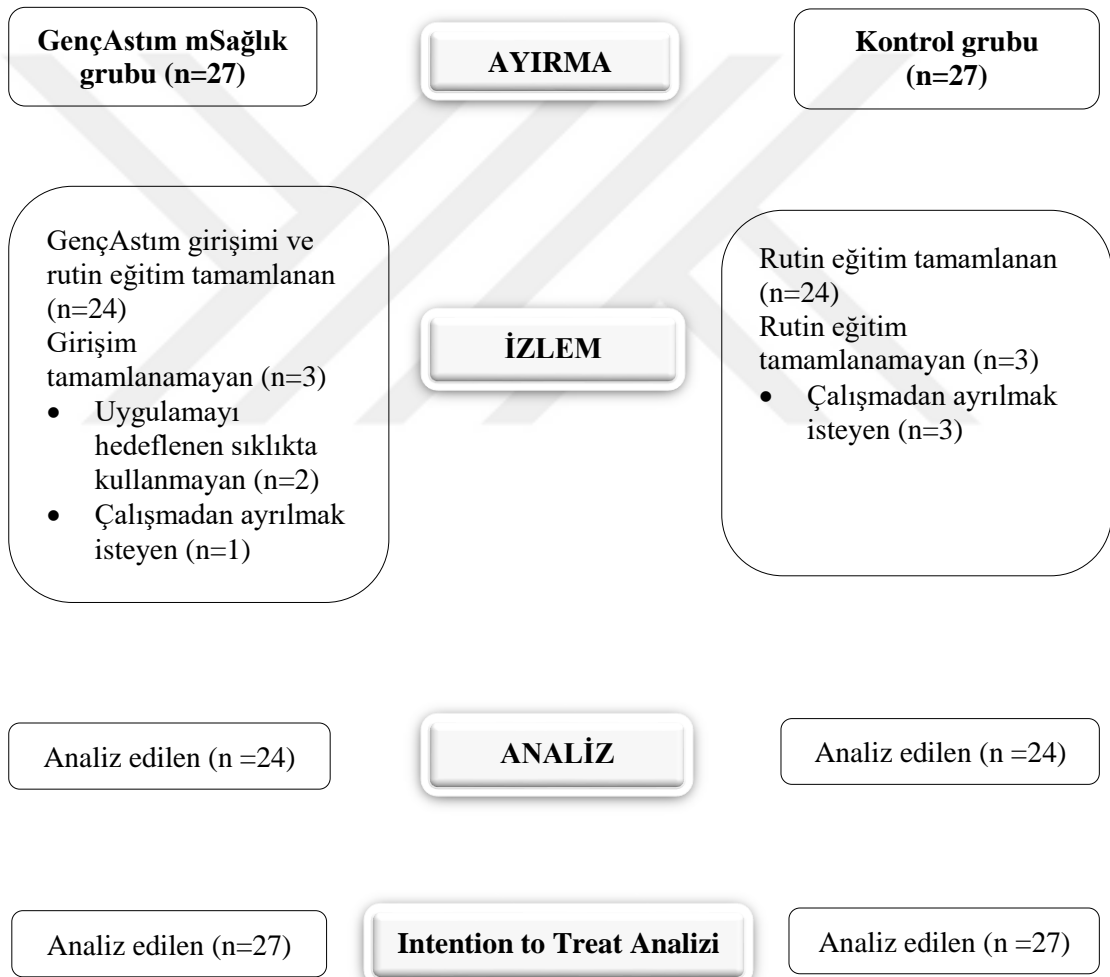 GençAstım mSağlık
grubu (n=27)
AYIRMA
Kontrol grubu
(n=27)
GençAstım girişimi ve
rutin eğitim tamamlanan
(n=24)
Girişim
tamamlanamayan (n=3)
• Uygulamayı
hedeflenen sıklıkta
kullanmayan (n=2)
• Çalışmadan ayrılmak
isteyen (n=1)
İZLEM
Rutin eğitim tamamlanan
(n=24)
Rutin eğitim
tamamlanamayan (n=3)
• Çalışmadan ayrılmak
isteyen (n=3)
Analiz edilen (n =24)
ANALİZ
Analiz edilen (n =24)
Analiz edilen (n=27)
Intention to Treat Analizi
Analiz edilen (n =27)